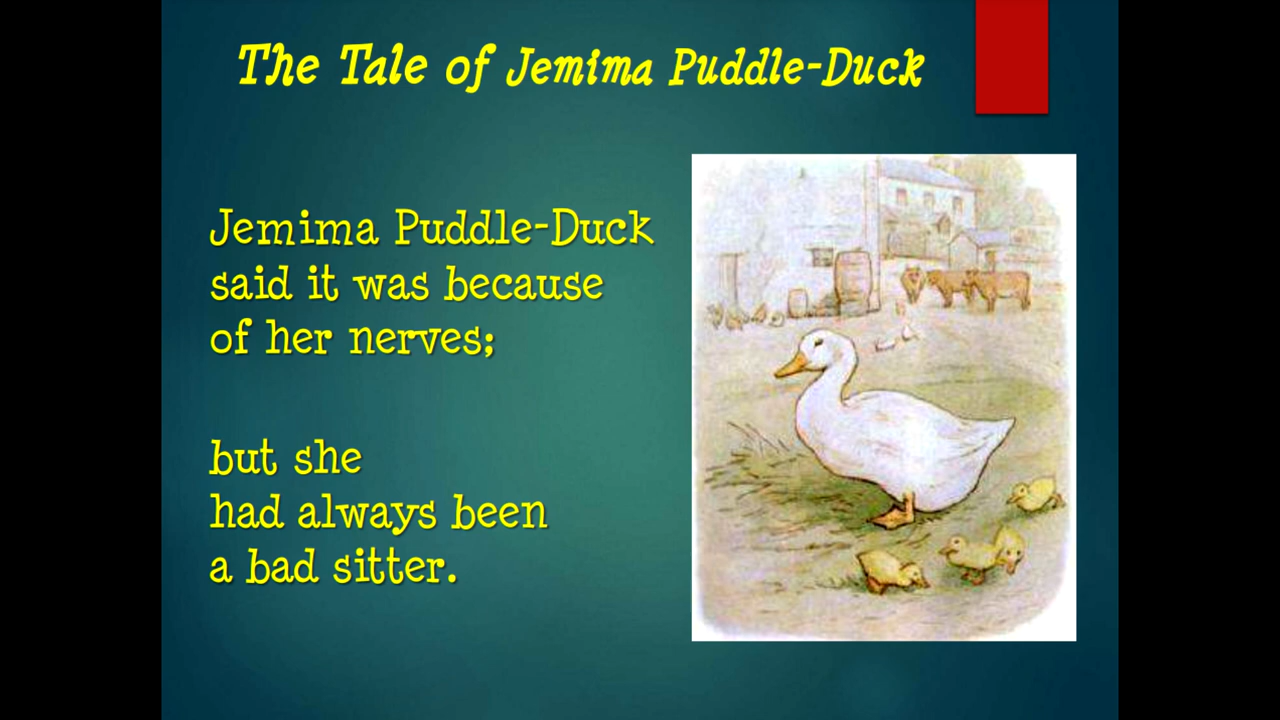 The Tale of Jemima Puddle-Duck
Jemima Puddle-Duck
said it was because
of her nerves;
but she
had always been
a bad sitter.